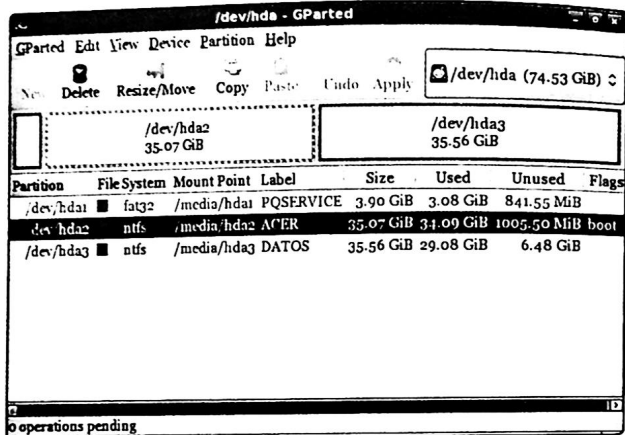 /dev/hda - GParted
GParted Edit View Device Partition Help
New Delete Resize/Move Copy Paste Undo Apply /dev/hda (74.53 GiB)
/dev/hda2
35.07 GiB
/dev/hda3
35.56 GiB
Partition File System Mount Point Label Size Used Unused Flags
/dev/hda1 fat32 /media/hda1 PQSERVICE 3.90 GiB 3.08 GiB 841.55 MiB
/dev/hda2 ntfs /media/hda2 ACER 35.07 GiB 34.09 GiB 1005.50 MiB boot
/dev/hda3 ntfs /media/hda3 DATOS 35.56 GiB 29.08 GiB 6.48 GiB
o operations pending